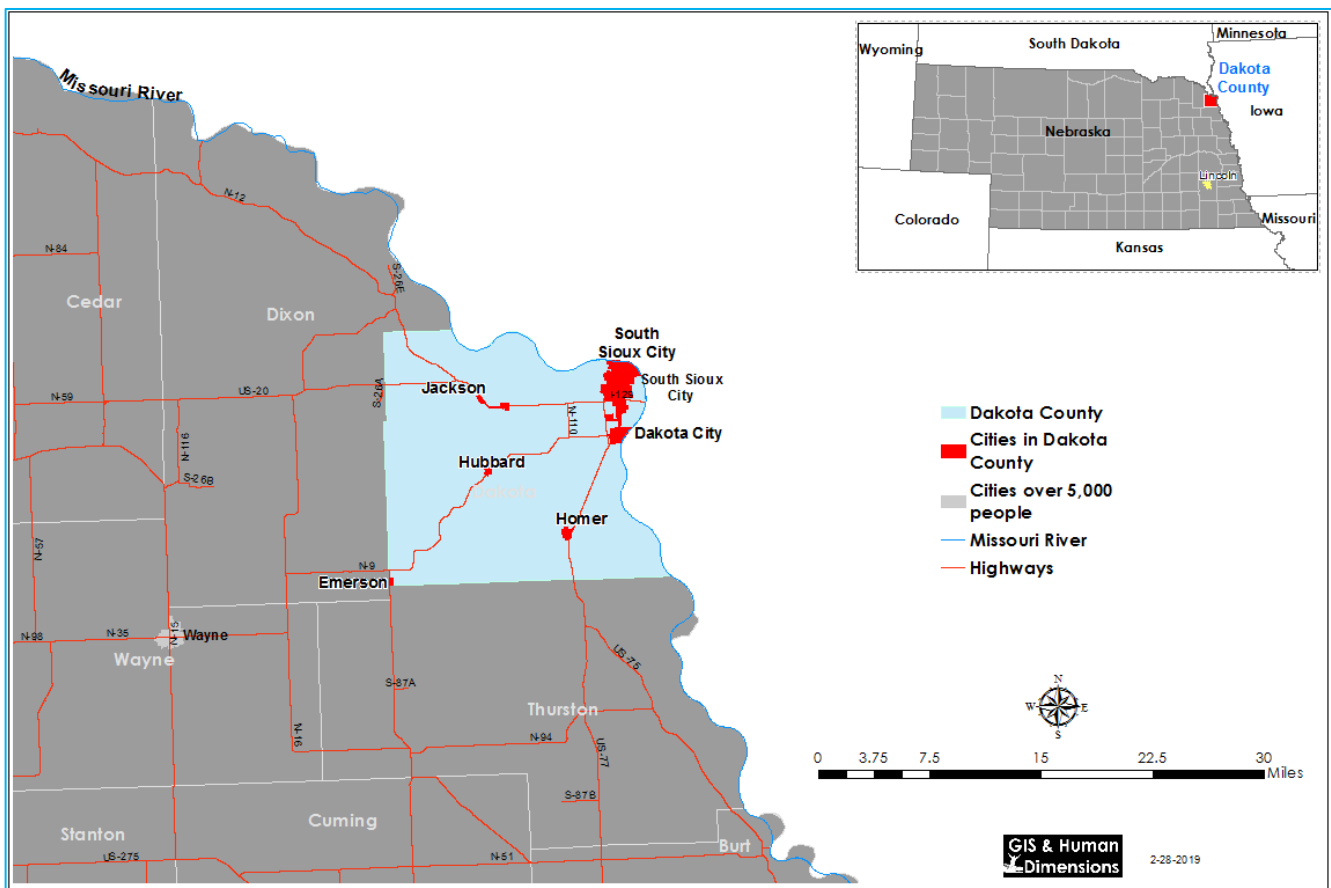 Missouri River
N-12
N-84
Cedar
Dixon
S-26E
South
Sioux City
South Sioux
City
Jackson
I-129
US-20
N-59
S-26A
N-110
Dakota City
N-116
Hubbard
S-26B
Homer
N-57
N-9
Emerson
N-98
N-35
N-15
Wayne
Wayne
US-75
S-87A
Thurston
N-16
N-94
US-77
S-87B
Cuming
Stanton
Burt
US-275
N-51
Wyoming
South Dakota
Minnesota
Dakota
County
Iowa
Nebraska
Lincoln
Colorado
Missouri
Kansas
Dakota County
Cities in Dakota
County
Cities over 5,000
people
Missouri River
Highways
N
W
E
S
0 3.75 7.5 15 22.5 30
Miles
GIS & Human
Dimensions
2-28-2019